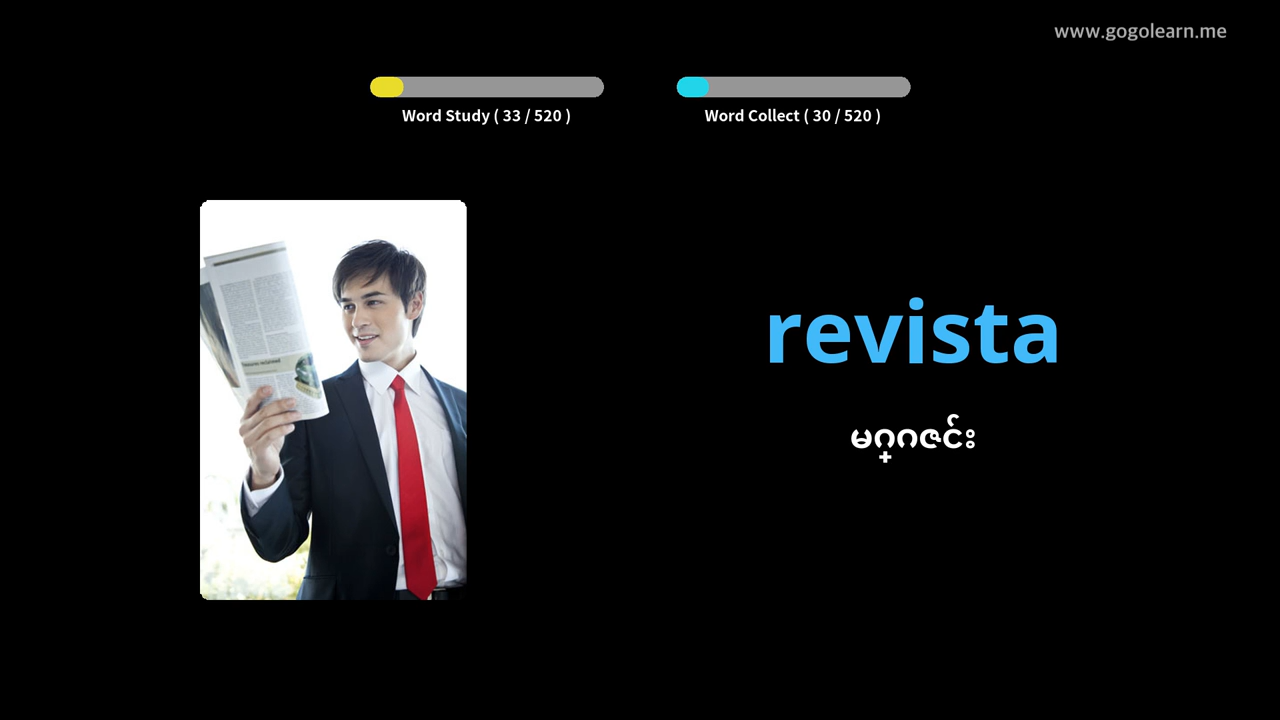 www.gogolearn.me
Word Study ( 33 / 520 )
Word Collect ( 30 / 520 )
revista
မဂ္ဂဇင်း